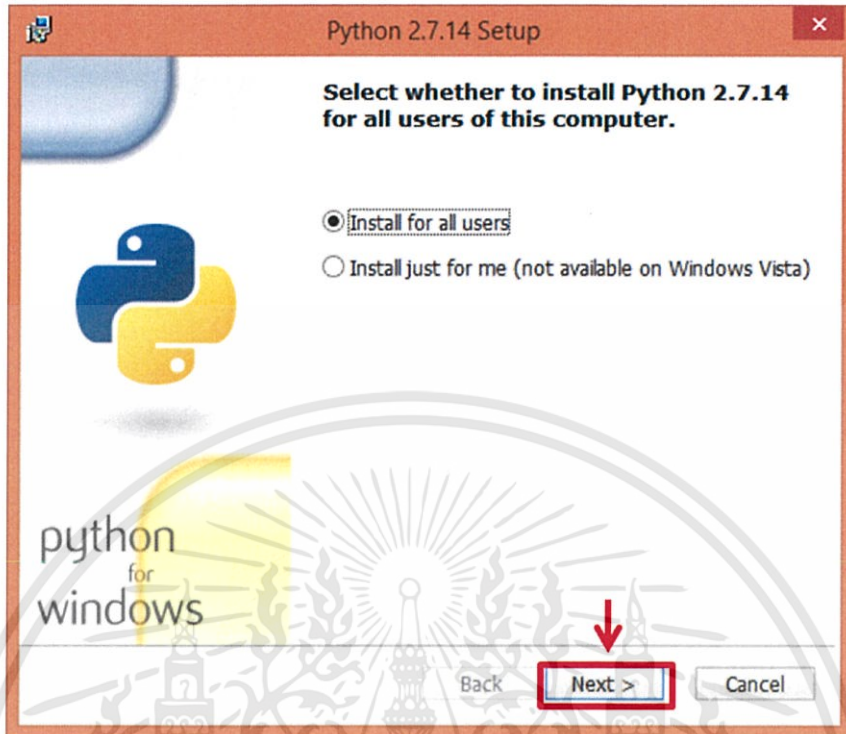 Python 2.7.14 Setup
Select whether to install Python 2.7.14
for all users of this computer.
Install for all users
Install just for me (not available on Windows Vista)
python
for
windows
Back
Next >
Cancel